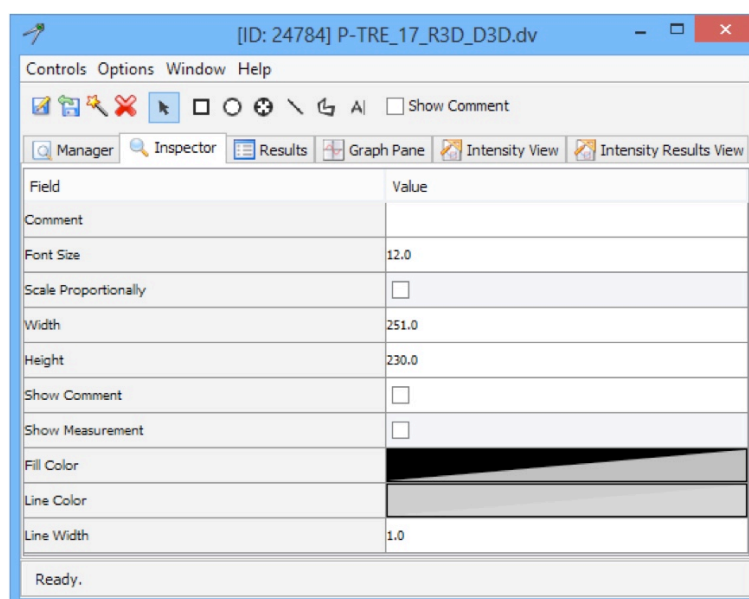 [ID: 24784] P-TRE_17_R3D_D3D.dv
Controls Options Window Help
A Show Comment
Manager Inspector Results Graph Pane Intensity View Intensity Results View
Field Value
Comment
Font Size 12.0
Scale Proportionally
Width 251.0
Height 230.0
Show Comment
Show Measurement
Fill Color
Line Color
Line Width 1.0
Ready.